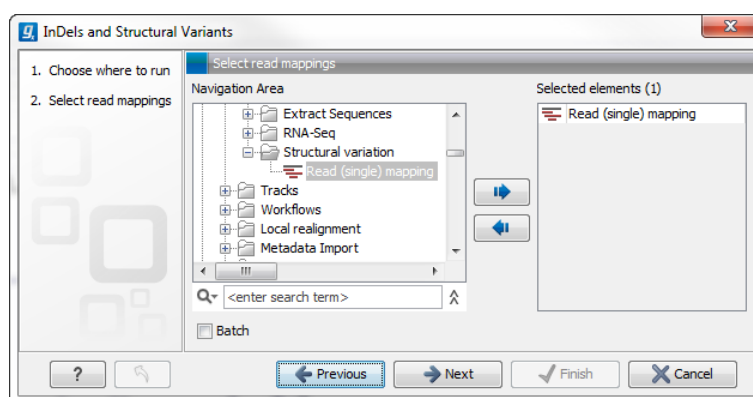 InDels and Structural Variants
1. Choose where to run
2. Select read mappings
Select read mappings
Navigation Area
Extract Sequences
RNA-Seq
Structural variation
Read (single) mapping
Tracks
Workflows
Local realignment
Metadata Import
<enter search term>
Batch
Selected elements (1)
Read (single) mapping
?
Previous
Next
Finish
Cancel